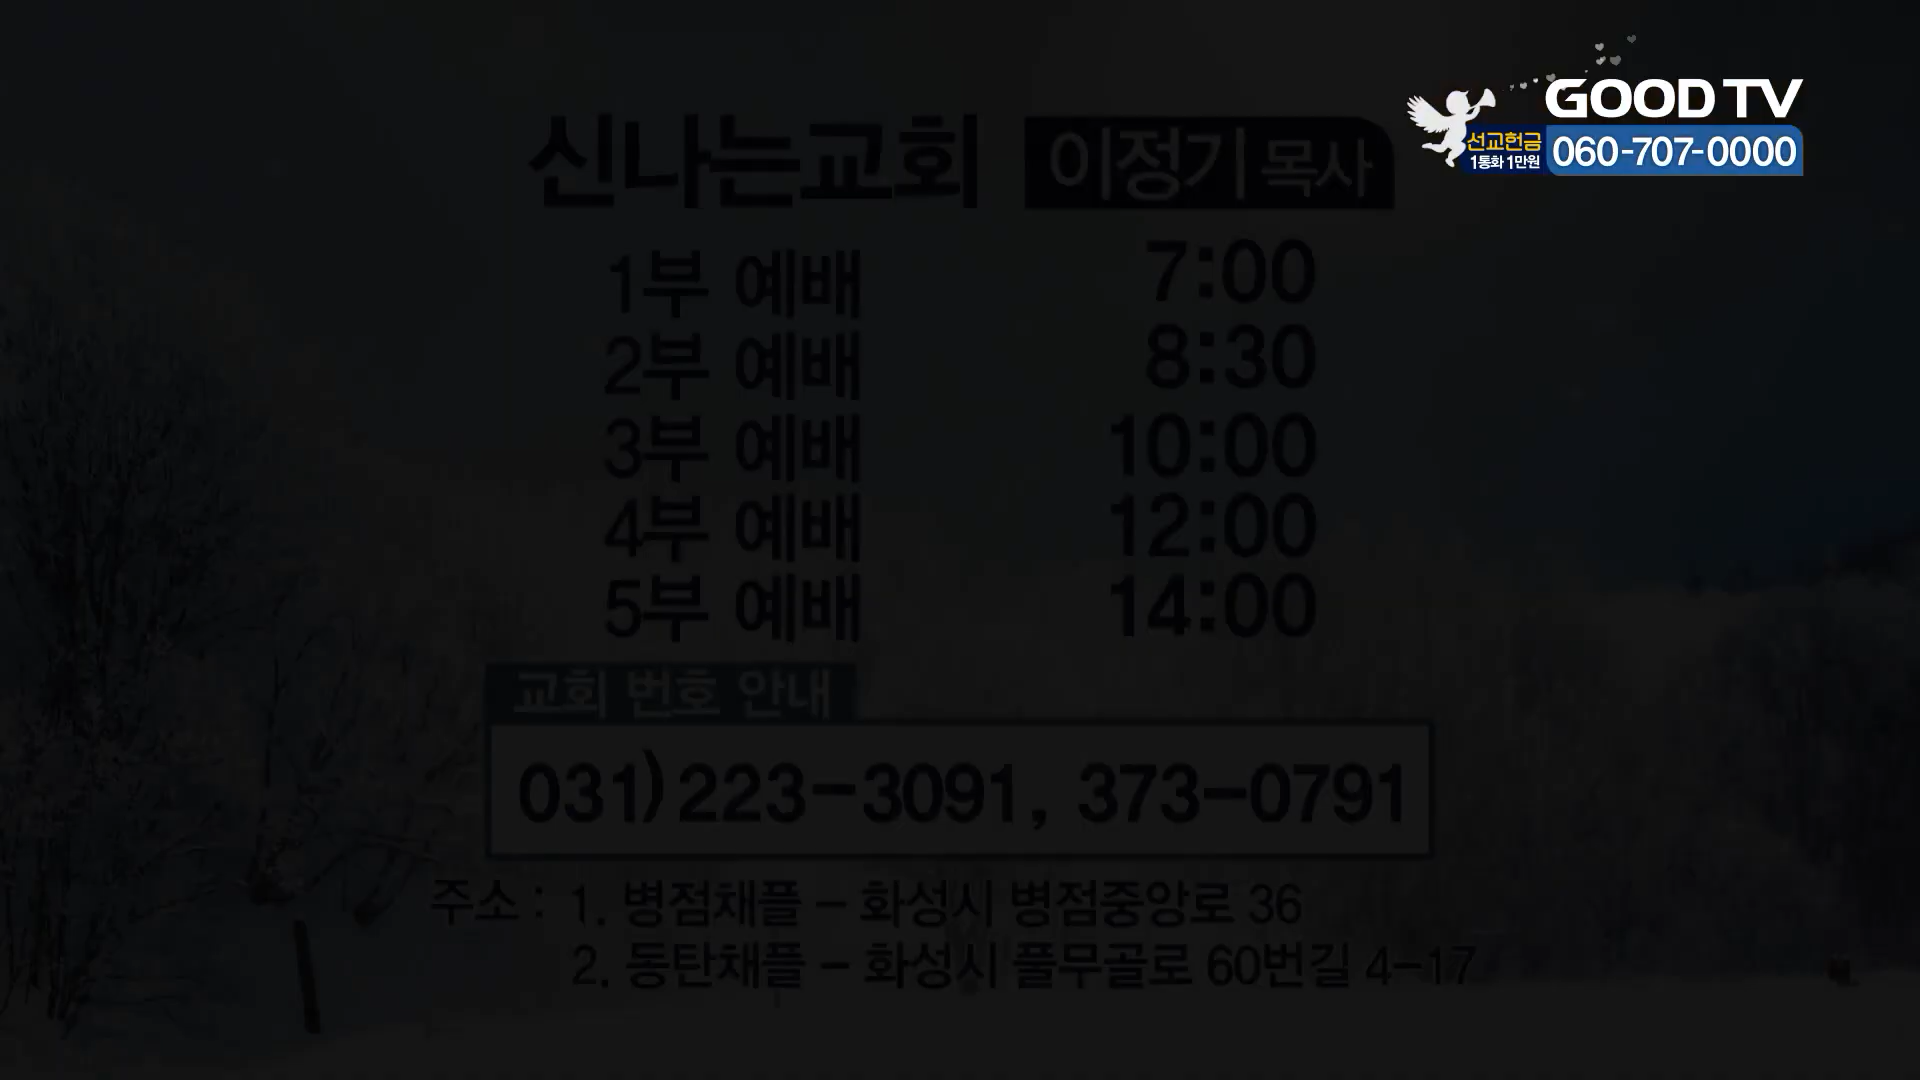 GOOD TV
선교헌금
1통화 1만원
060-707-0000
신나는교회 이정기 목사
1부 예배 7:00
2부 예배 8:30
3부 예배 10:00
4부 예배 12:00
5부 예배 14:00
교회 번호 안내
031)223-3091, 373-0791
주소 : 1. 병점채플 - 화성시 병점중앙로 36
2. 동탄채플 - 화성시 풀무골로 60번길 4-17